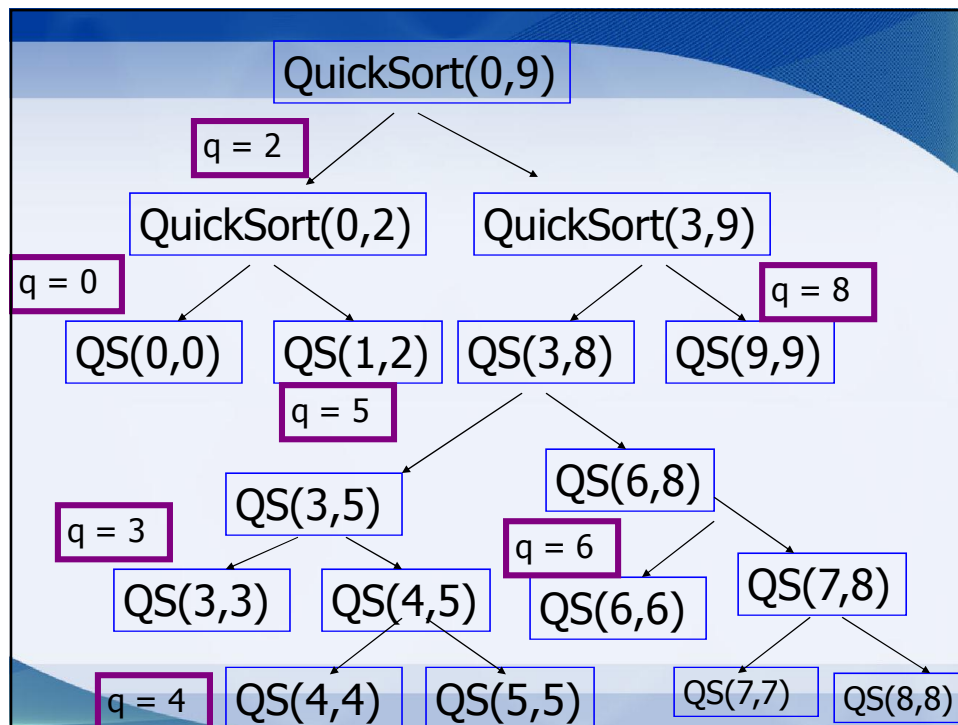 QuickSort(0,9)
q = 2
QuickSort(0,2)
QuickSort(3,9)
q = 0
q = 8
QS(0,0)
QS(1,2)
QS(3,8)
QS(9,9)
q = 5
QS(3,5)
QS(6,8)
q = 3
q = 6
QS(3,3)
QS(4,5)
QS(6,6)
QS(7,8)
q = 4
QS(4,4)
QS(5,5)
QS(7,7)
QS(8,8)